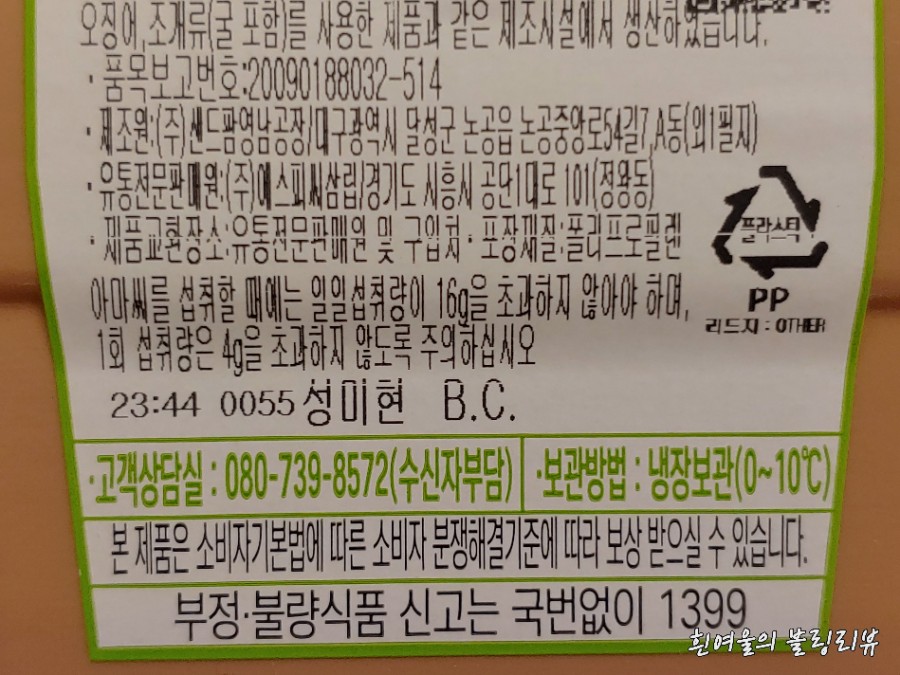 오징어,조개류(굴 포함)를 사용한 제품과 같은 제조시설에서 생산하였습니다.
·품목보고번호:20090188032-514
·제조원:(주)샌드팜영남공장/대구광역시 달성군 논공읍 논공중앙로54길7,A동(외1필지)
·유통전문판매원:(주)에스피씨삼립/경기도 시흥시 공단1대로 101(정왕동)
·제품교환장소:유통전문판매원 및 구입처·포장재질:폴리프로필렌
플라스틱
PP
리드지:OTHER
아마씨를 섭취할 때에는 일일섭취량이 16g을 초과하지 않아야 하며,
1회 섭취량은 4g을 초과하지 않도록 주의하십시오
23:44 0055성미현 B.C.
·고객상담실 : 080-739-8572(수신자부담)
·보관방법 : 냉장보관(0~10℃)
본 제품은 소비자기본법에 따른 소비자 분쟁해결기준에 따라 보상 받으실 수 있습니다.
부정·불량식품 신고는 국번없이 1399
흰여울의 블링리뷰